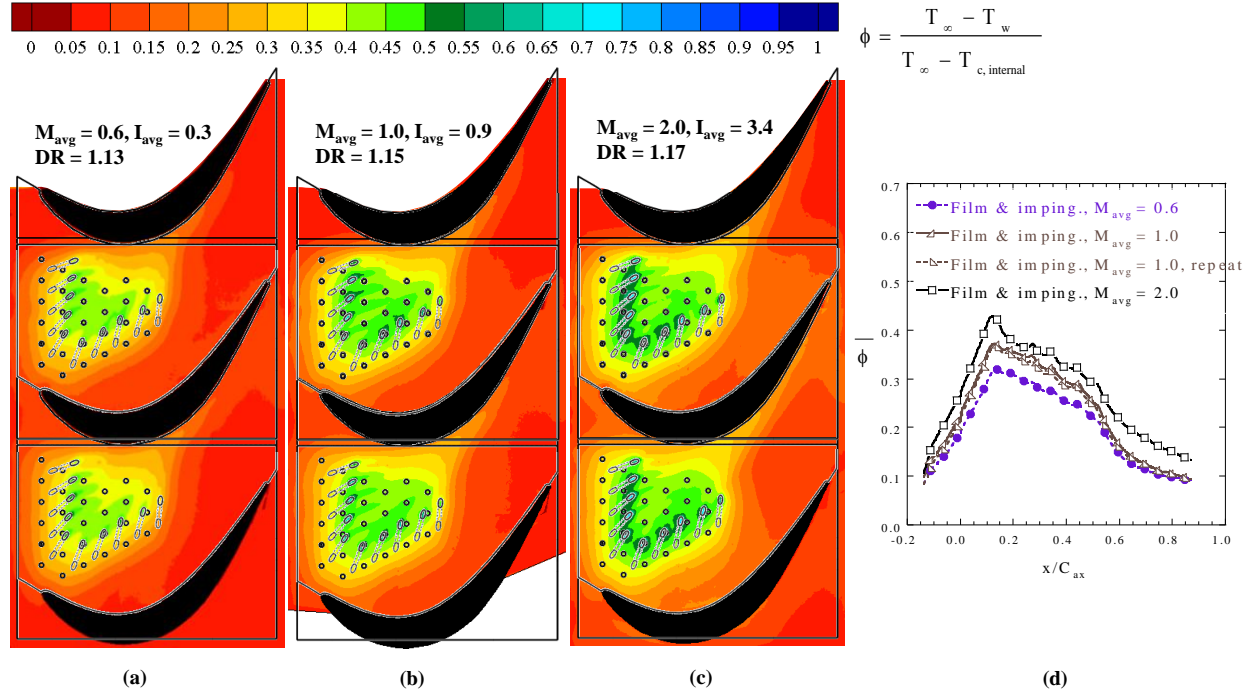 0 0.05 0.1 0.15 0.2 0.25 0.3 0.35 0.4 0.45 0.5 0.55 0.6 0.65 0.7 0.75 0.8 0.85 0.9 0.95 1
ϕ = T∞ − Tw
T∞ − Tc, internal
Mavg = 0.6, Iavg = 0.3
DR = 1.13
Mavg = 1.0, Iavg = 0.9
DR = 1.15
Mavg = 2.0, Iavg = 3.4
DR = 1.17
0.7
0.6
0.5
0.4
0.3
0.2
0.1
0.0
ϕ
Film & imping., Mavg = 0.6
Film & imping., Mavg = 1.0
Film & imping., Mavg = 1.0, repeat
Film & imping., Mavg = 2.0
-0.2 0.0 0.2 0.4 0.6 0.8 1.0
x/Cax
(a) (b) (c) (d)